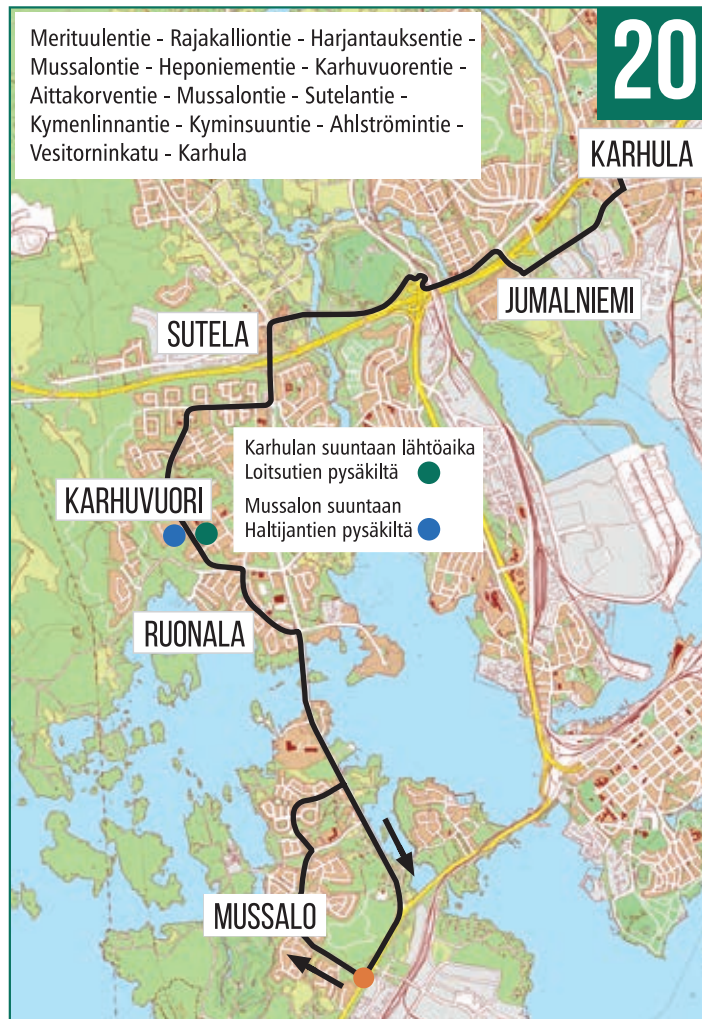 Merituulentie - Rajakalliontie - Harjantauksentie -
Mussalontie - Heponiementie - Karhuvuorentie -
Aittakorventie - Mussalontie - Sutelantie -
Kymenlinnantie - Kyminsuuntie - Ahlströmintie -
Vesitorninkatu - Karhula
20
KARHULA
JUMALNIEMI
SUTELA
Karhulan suuntaan lähtöaika
Loitsutien pysäkiltä
Mussalon suuntaan
Haltijantien pysäkiltä
KARHUVUORI
RUONALA
MUSSALO